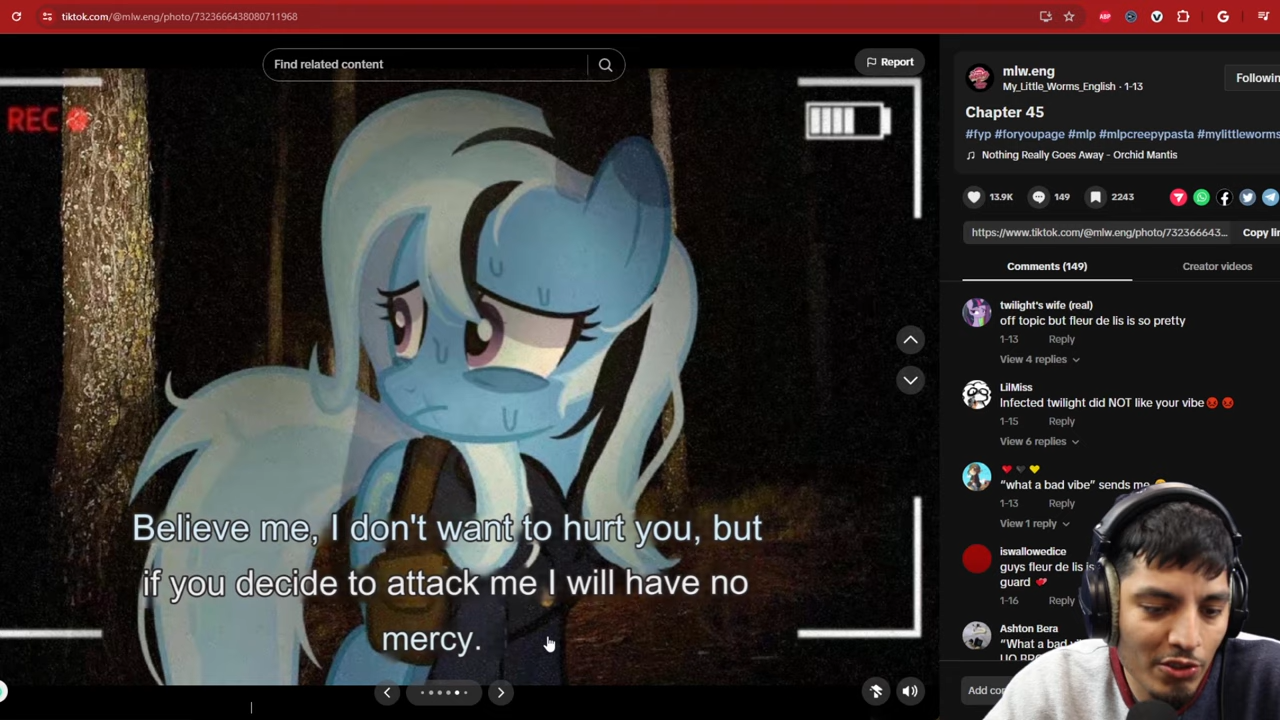 tiktok.com/@mlw.eng/photo/7323666438080711968
ABP
G
Find related content
Report
REC
Believe me, I don't want to hurt you, but
if you decide to attack me I will have no
mercy.
mlw.eng
My_Little_Worms_English · 1-13
Followin
Chapter 45
#fyp #foryoupage #mlp #mlpcreepypasta #mylittleworms
Nothing Really Goes Away - Orchid Mantis
13.9K
149
2243
https://www.tiktok.com/@mlw.eng/photo/73236664 43...
Copy lin
Comments (149)
Creator videos
twilight's wife (real)
off topic but fleur de lis is so pretty
1-13 Reply
View 4 replies
LilMiss
Infected twilight did NOT like your vibe
1-15 Reply
View 6 replies
"what a bad vibe" sends me
1-13 Reply
View 1 reply
iswallowedice
guys fleur de lis is
guard
1-16 Reply
Ashton Bera
"What a bad
Add co